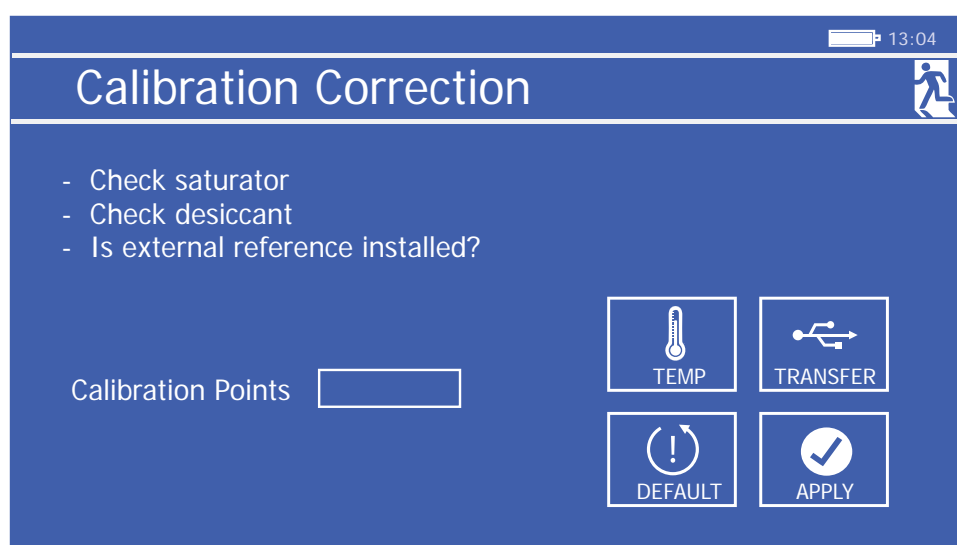 13:04
Calibration Correction
- Check saturator
- Check desiccant
- Is external reference installed?
TEMP
TRANSFER
Calibration Points
!
DEFAULT
APPLY